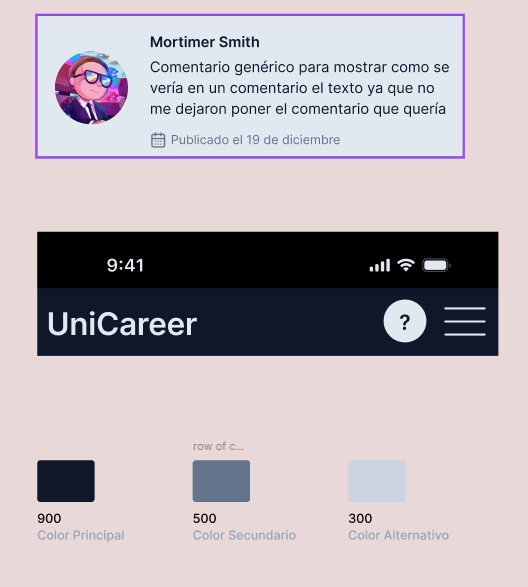 Mortimer Smith
Comentario genérico para mostrar como se
vería en un comentario el texto ya que no
me dejaron poner el comentario que quería
Publicado el 19 de diciembre
9:41
UniCareer
?
row of c...
900
Color Principal
500
Color Secundario
300
Color Alternativo